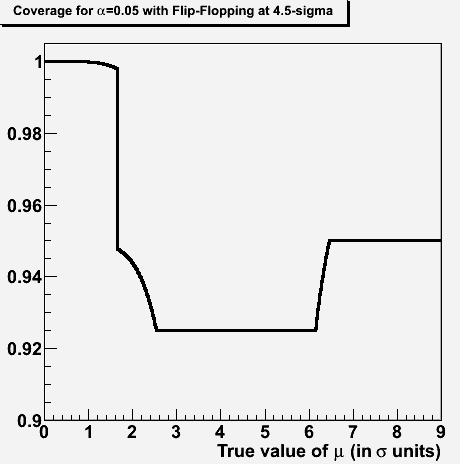 Coverage for α=0.05 with Flip-Flopping at 4.5-sigma
1
0.98
0.96
0.94
0.92
0.9
0 1 2 3 4 5 6 7 8 9
True value of μ (in σ units)